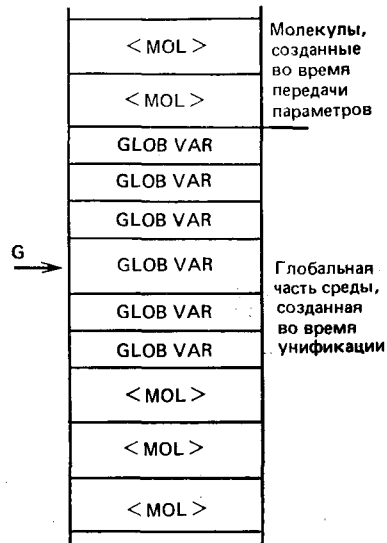 <MOL>
<MOL>
Молекулы,
созданные
во время
передачи
параметров
GLOB VAR
GLOB VAR
GLOB VAR
G
GLOB VAR
GLOB VAR
GLOB VAR
Глобальная
часть среды,
созданная
во время
унификации
<MOL>
<MOL>
<MOL>